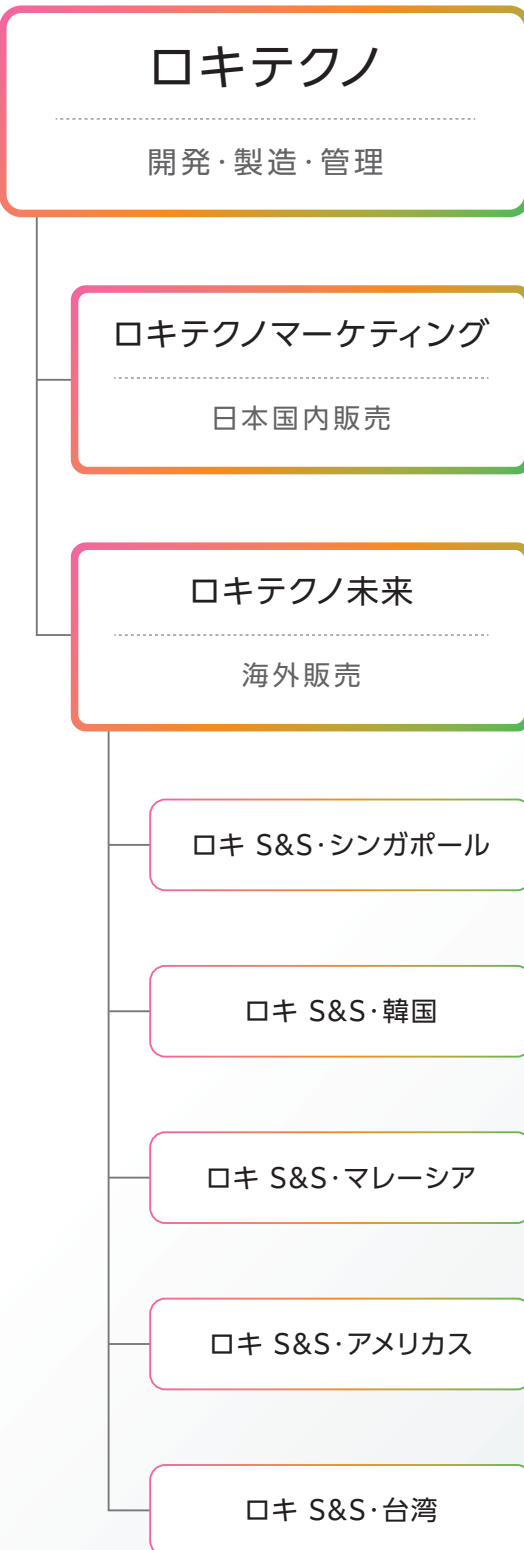 ロキテクノ
開発·製造·管理
ロキテクノマーケティング
日本国内販売
ロキテクノ未来
海外販売
ロキ S&S·シンガポール
ロキ S&S·韓国
ロキ S&S·マレーシア
ロキ S&S·アメリカス
ロキ S&S·台湾